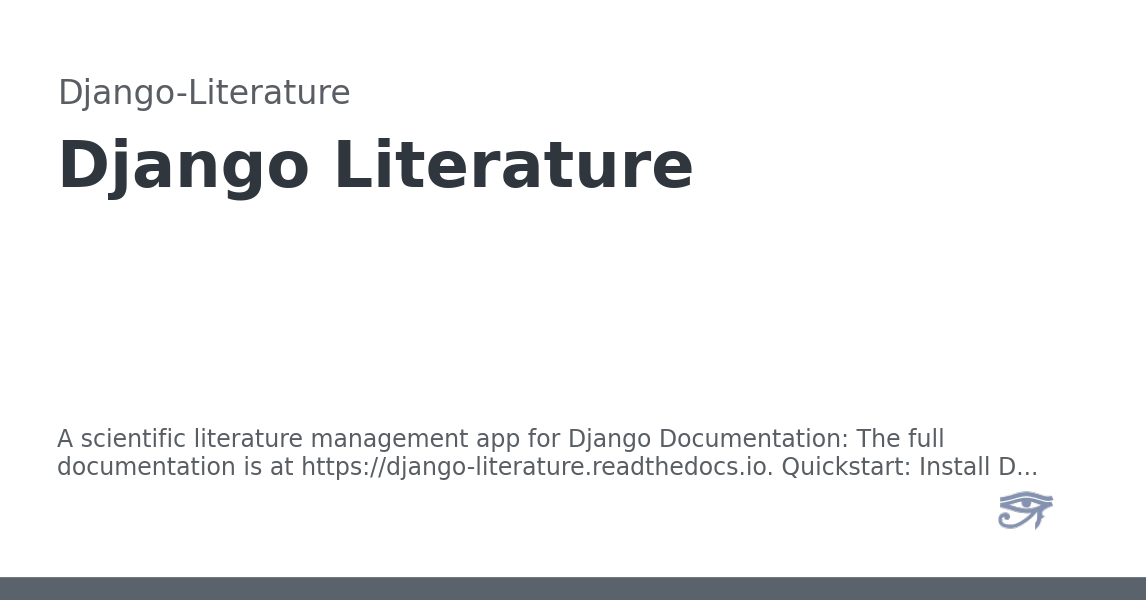 Django-Literature
Django Literature
A scientific literature management app for Django Documentation: The full
documentation is at https://django-literature.readthedocs.io. Quickstart: Install D...